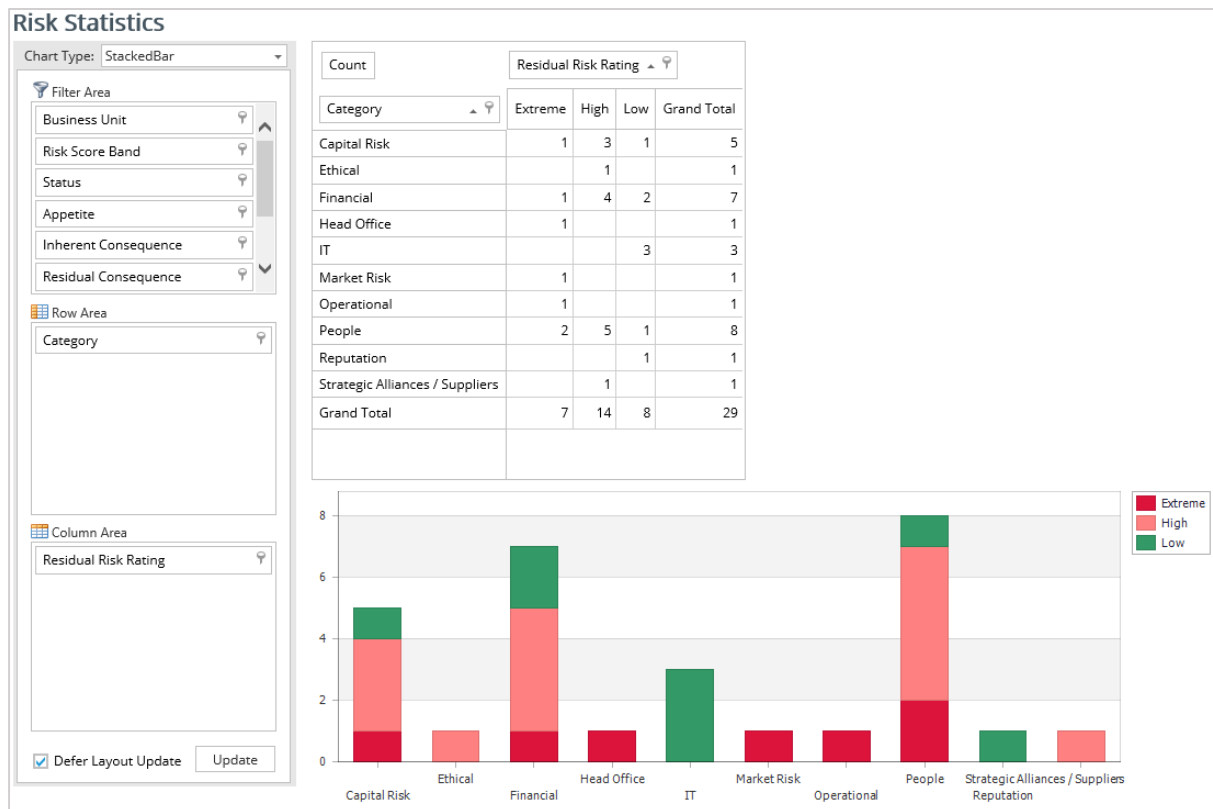 Risk Statistics
Chart Type: StackedBar
Filter Area
Business Unit
Risk Score Band
Status
Appetite
Inherent Consequence
Residual Consequence
Row Area
Category
Column Area
Residual Risk Rating
Defer Layout Update Update
Count Residual Risk Rating
Category Extreme High Low Grand Total
Capital Risk 1 3 1 5
Ethical 1 1
Financial 1 4 2 7
Head Office 1 1
IT 3 3
Market Risk 1 1
Operational 1 1
People 2 5 1 8
Reputation 1 1
Strategic Alliances / Suppliers 1 1
Grand Total 7 14 8 29
8
6
4
2
0
Ethical Head Office Market Risk People Strategic Alliances / Suppliers
Capital Risk Financial IT Operational Reputation
Extreme
High
Low